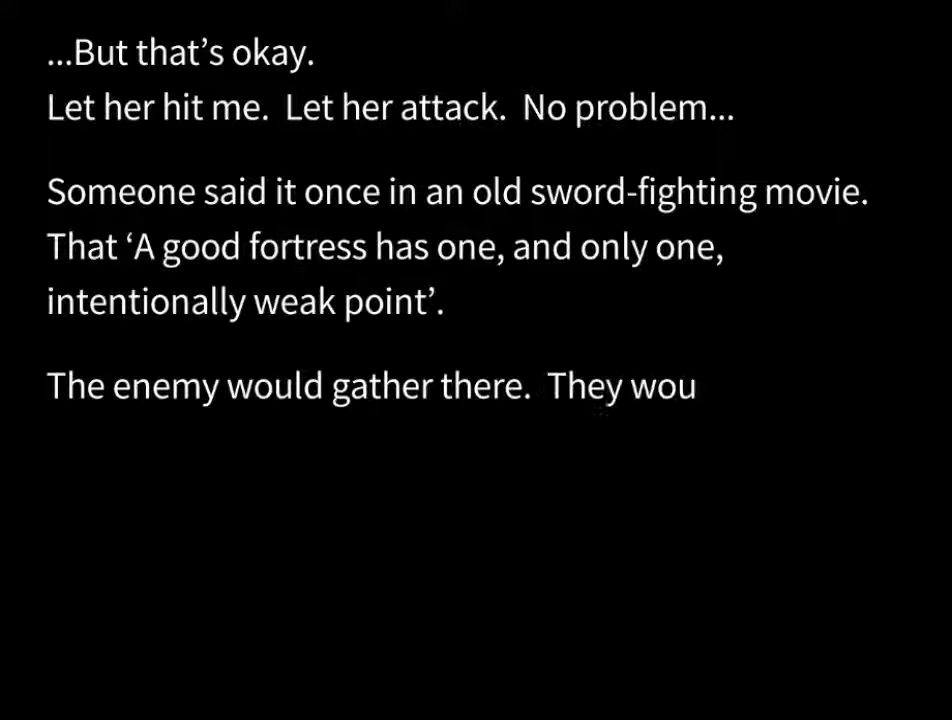 ...But that’s okay.
Let her hit me.  Let her attack.  No problem...
Someone said it once in an old sword-fighting movie.
That ‘A good fortress has one, and only one,
intentionally weak point’.
The enemy would gather there.  They wou